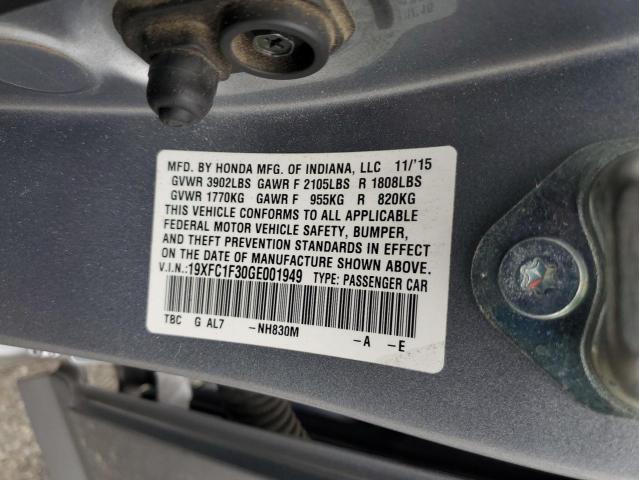 MFD. BY HONDA MFG. OF INDIANA, LLC 11/'15
GVWR 3902LBS GAWR F 2105LBS R 1808LBS
GVWR 1770KG GAWR F 955KG R 820KG
THIS VEHICLE CONFORMS TO ALL APPLICABLE
FEDERAL MOTOR VEHICLE SAFETY, BUMPER,
AND THEFT PREVENTION STANDARDS IN EFFECT
ON THE DATE OF MANUFACTURE SHOWN ABOVE.
V.I.N.:19XFC1F30GE001949 TYPE: PASSENGER CAR
TBC G AL7 -NH830M -A -E